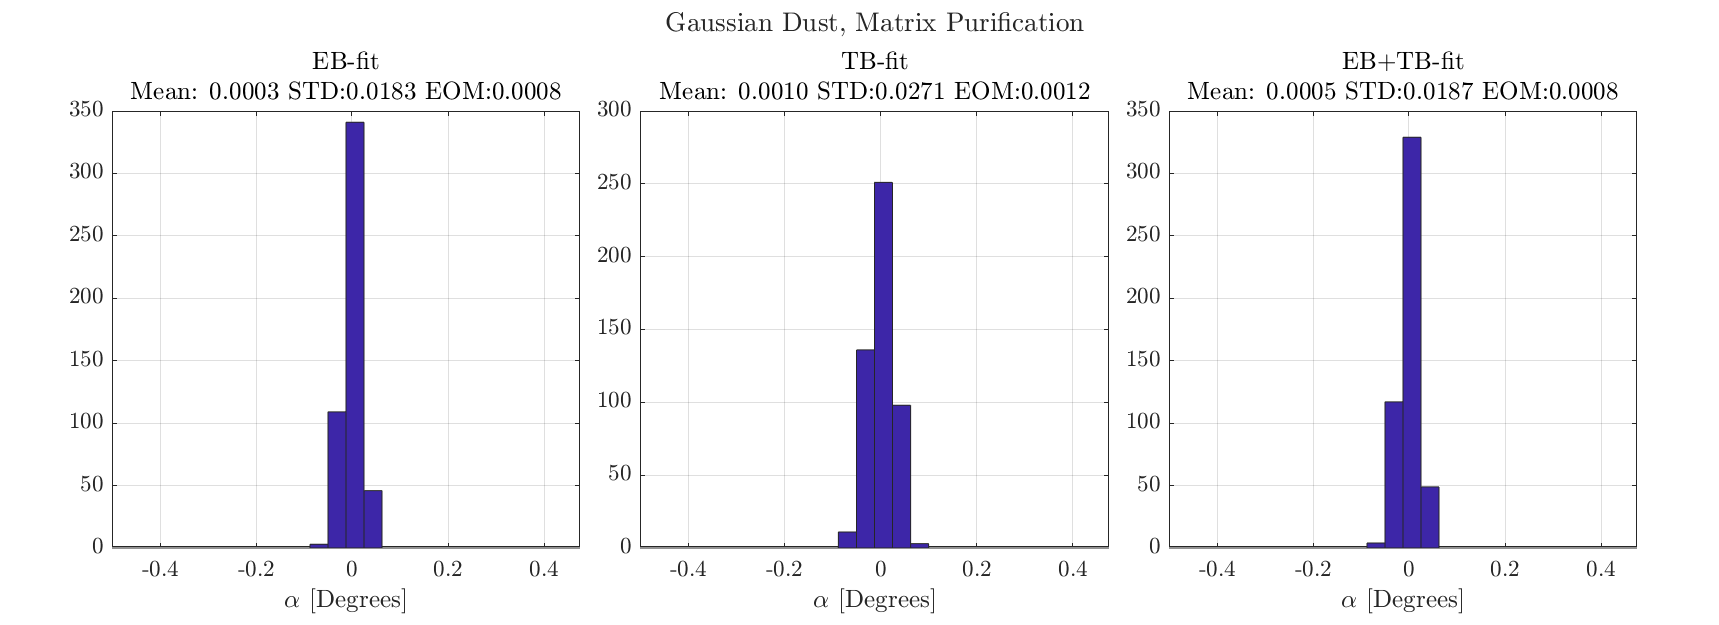 Gaussian Dust, Matrix Purification
EB-fit
Mean: 0.0003 STD:0.0183 EOM:0.0008
350
300
250
200
150
100
50
0
-0.4 -0.2 0 0.2 0.4
α [Degrees]
TB-fit
Mean: 0.0010 STD:0.0271 EOM:0.0012
300
250
200
150
100
50
0
-0.4 -0.2 0 0.2 0.4
α [Degrees]
EB+TB-fit
Mean: 0.0005 STD:0.0187 EOM:0.0008
350
300
250
200
150
100
50
0
-0.4 -0.2 0 0.2 0.4
α [Degrees]